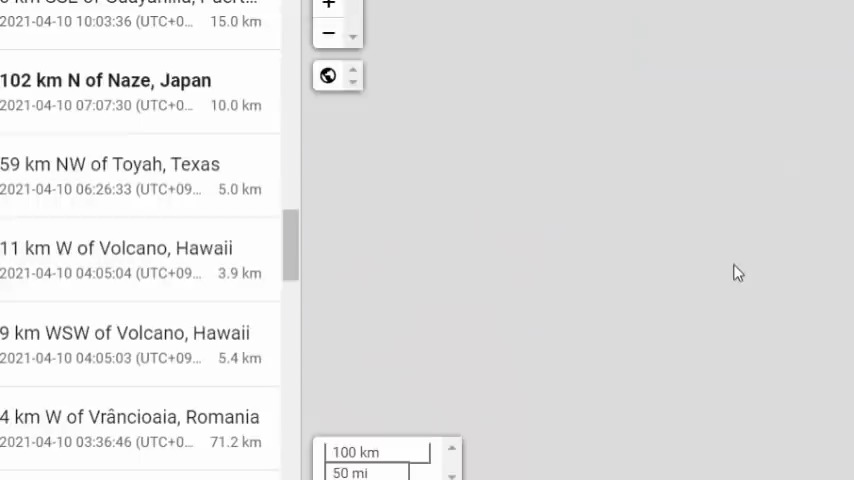 km SSE of Guayanilla, Puert...
2021-04-10 10:03:36 (UTC+0... 15.0 km
102 km N of Naze, Japan
2021-04-10 07:07:30 (UTC+0... 10.0 km
59 km NW of Toyah, Texas
2021-04-10 06:26:33 (UTC+09... 5.0 km
11 km W of Volcano, Hawaii
2021-04-10 04:05:04 (UTC+09... 3.9 km
9 km WSW of Volcano, Hawaii
2021-04-10 04:05:03 (UTC+09... 5.4 km
4 km W of Vrâncioaia, Romania
2021-04-10 03:36:46 (UTC+0... 71.2 km
+
−
100 km
50 mi